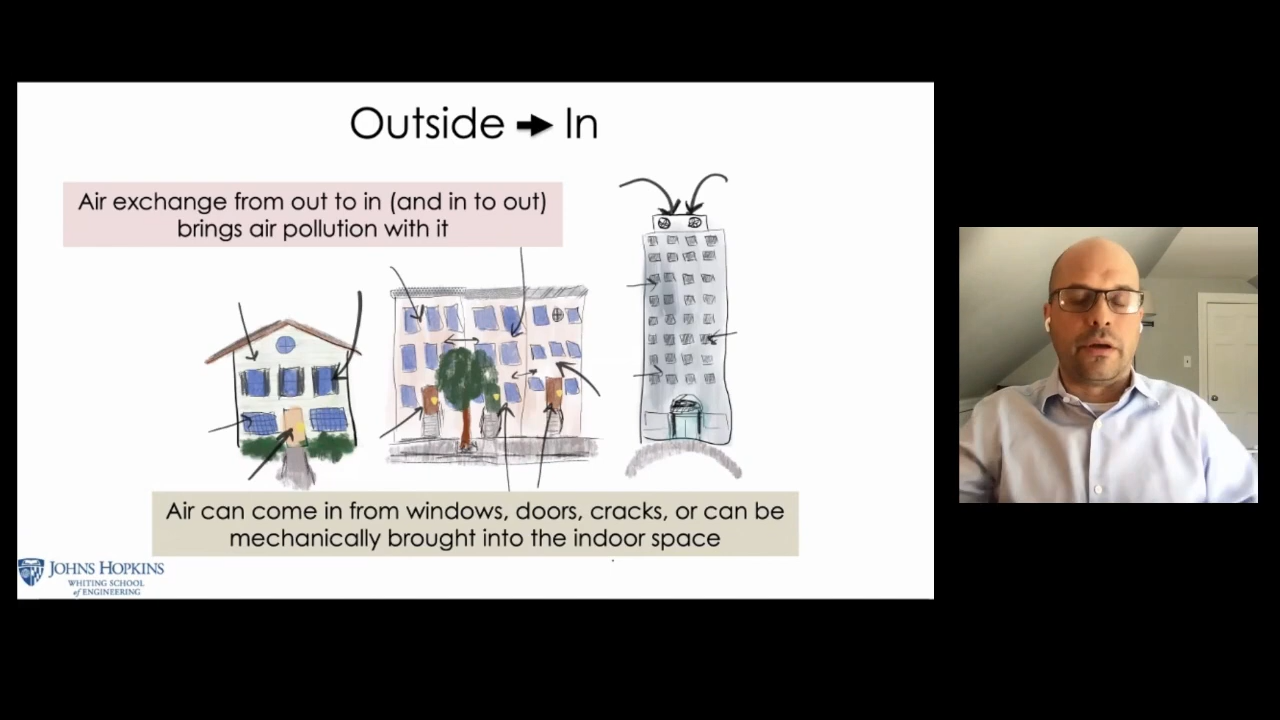 Outside → In
Air exchange from out to in (and in to out)
brings air pollution with it
Air can come in from windows, doors, cracks, or can be
mechanically brought into the indoor space
JOHNS HOPKINS
WHITING SCHOOL
of ENGINEERING